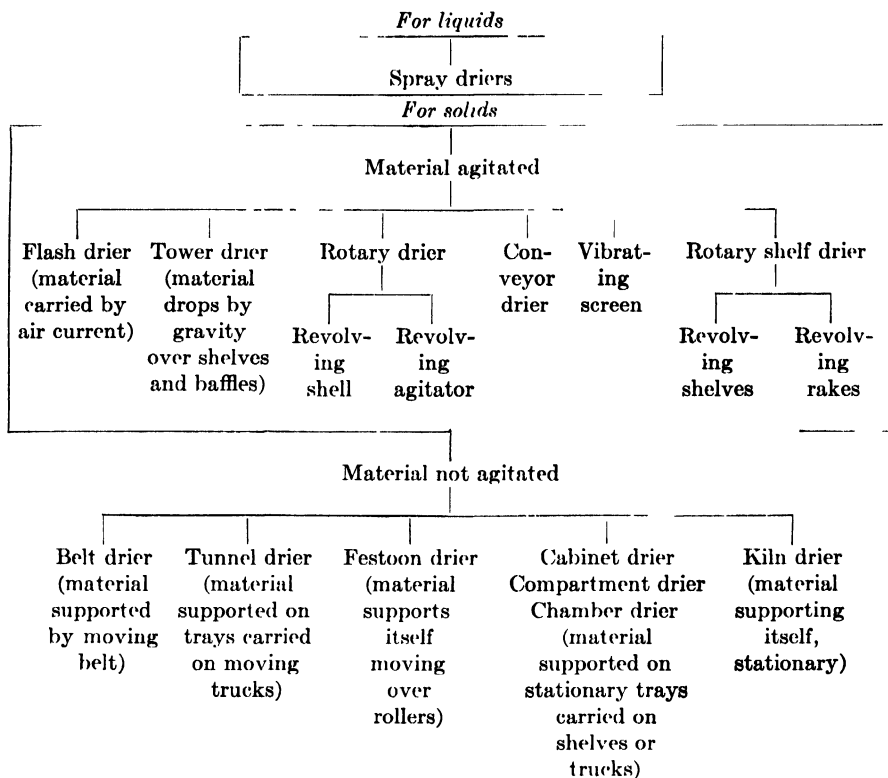 For liquids
Spray driers
For solids
Material agitated
Flash drier
(material
carried by
air current)
Tower drier
(material
drops by
gravity
over shelves
and baffles)
Rotary drier
Revolv-
ing
shell
Revolv-
ing
agitator
Con-
veyor
drier
Vibrat-
ing
screen
Rotary shelf drier
Revolv-
ing
shelves
Revolv-
ing
rakes
Material not agitated
Belt drier
(material
supported
by moving
belt)
Tunnel drier
(material
supported on
trays carried
on moving
trucks)
Festoon drier
(material
supports
itself
moving
over
rollers)
Cabinet drier
Compartment drier
Chamber drier
(material
supported on
stationary trays
carried on
shelves or
trucks)
Kiln drier
(material
supporting
itself,
stationary)